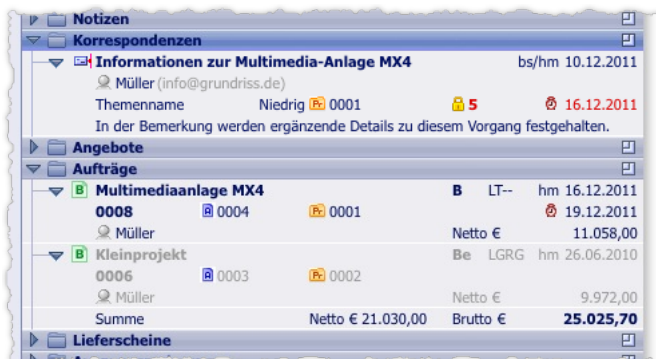 Notizen
Korrespondenzen
Informationen zur Multimedia-Anlage MX4 bs/hm 10.12.2011
Müller (info@grundriss.de)
Themenname Niedrig Pr 0001 5 16.12.2011
In der Bemerkung werden ergänzende Details zu diesem Vorgang festgehalten.
Angebote
Aufträge
B Multimediaanlage MX4 B LT-- hm 16.12.2011
0008 A 0004 Pr 0001 19.12.2011
Müller Netto € 11.058,00
B Kleinprojekt Be LGRG hm 26.06.2010
0006 A 0003 Pr 0002
Müller Netto € 9.972,00
Summe Netto € 21.030,00 Brutto € 25.025,70
Lieferscheine